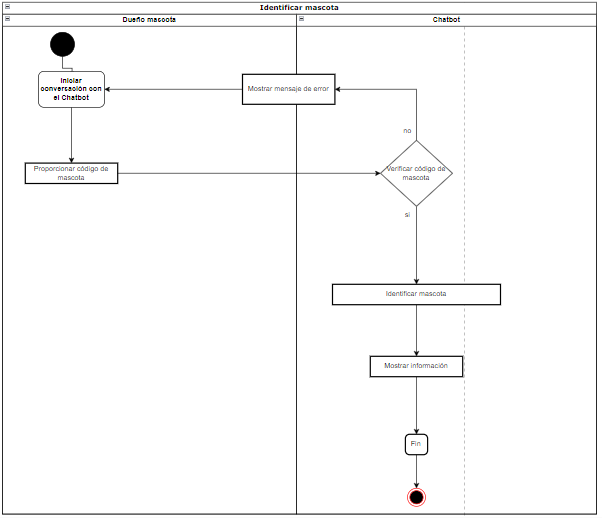 Identificar mascota
Dueño mascota
Chatbot
Iniciar
conversación con
el Chatbot
Mostrar mensaje de error
no
Proporcionar código de
mascota
Verificar código de
mascota
si
Identificar mascota
Mostrar información
Fin